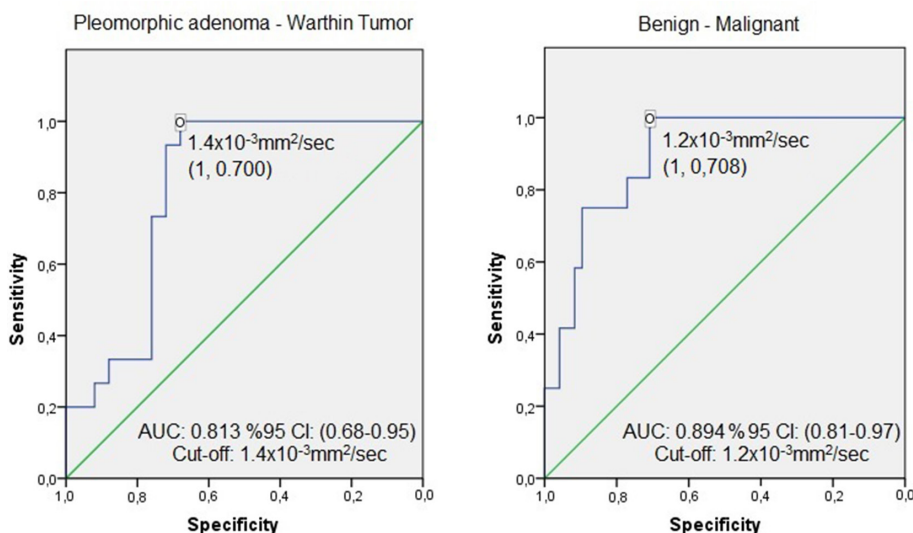 Pleomorphic adenoma - Warthin Tumor
1,0
0,8
0,6
0,4
0,2
0,0
Sensitivity
1.4x10⁻³mm²/sec
(1, 0.700)
AUC: 0.813 %95 CI: (0.68-0.95)
Cut-off: 1.4x10⁻³mm²/sec
1,0 0,8 0,6 0,4 0,2 0,0
Specificity
Benign - Malignant
1,0
0,8
0,6
0,4
0,2
0,0
Sensitivity
1.2x10⁻³mm²/sec
(1, 0,708)
AUC: 0.894 %95 CI: (0.81-0.97)
Cut-off: 1.2x10⁻³mm²/sec
1,0 0,8 0,6 0,4 0,2 0,0
Specificity